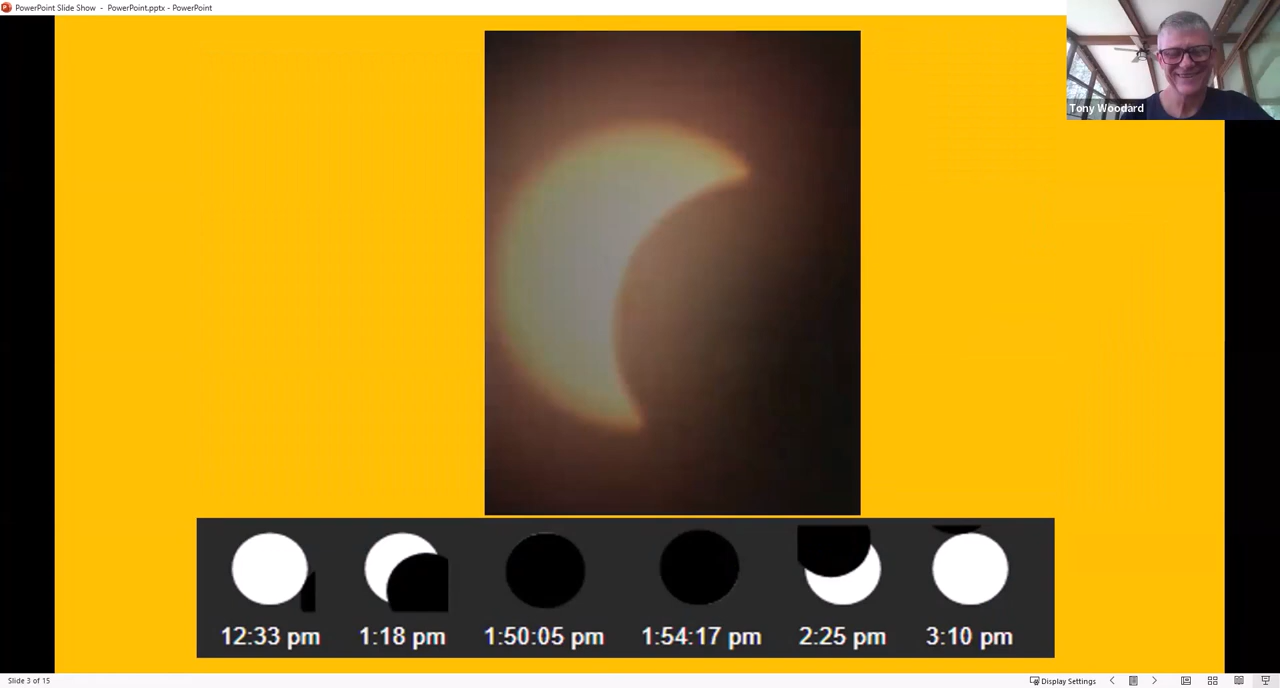 PowerPoint Slide Show - PowerPoint.pptx - PowerPoint
Tony Woodard
12:33 pm 1:18 pm 1:50:05 pm 1:54:17 pm 2:25 pm 3:10 pm
Slide 3 of 15
Display Settings